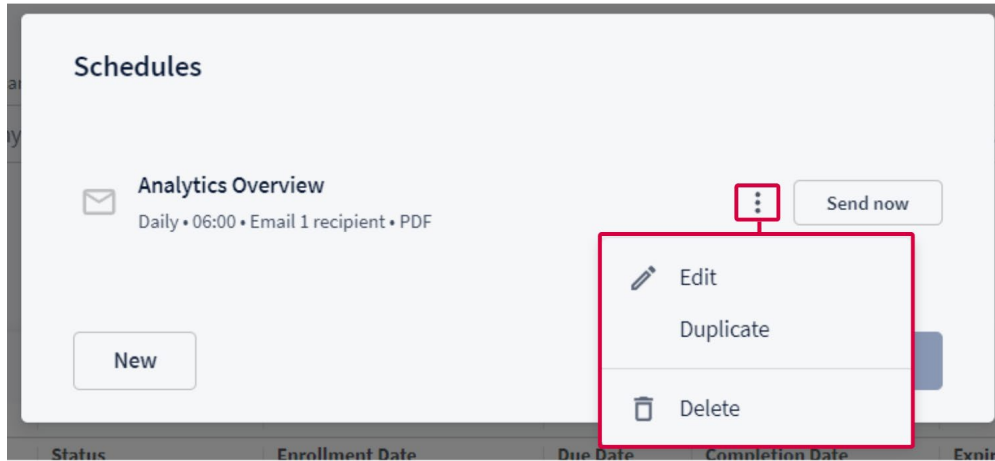 Schedules
Analytics Overview
Daily • 06:00 • Email 1 recipient • PDF
Send now
Edit
Duplicate
Delete
New
Status Enrollment Date Due Date Completion Date